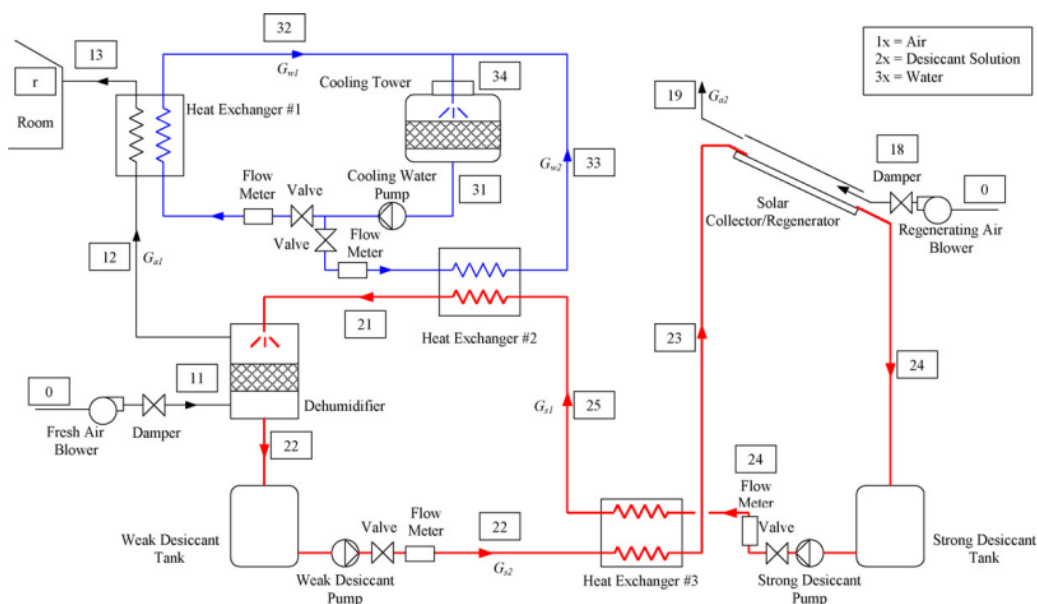 32
13
1x = Air
2x = Desiccant Solution
3x = Water
Gw1
34
Cooling Tower
19
Ga2
r
Room
Heat Exchanger #1
Gw2
33
18
Damper
0
Flow
Meter
Valve
Cooling Water
Pump
31
Solar
Collector/Regenerator
Regenerating Air
Blower
Valve
Flow
Meter
12
Ga1
21
Heat Exchanger #2
23
24
0
11
Fresh Air
Blower
Damper
Dehumidifier
Gs1
25
22
24
Flow
Meter
Valve
Weak Desiccant
Tank
Valve
Flow
Meter
22
Gs2
Weak Desiccant
Pump
Heat Exchanger #3
Strong Desiccant
Pump
Strong Desiccant
Tank